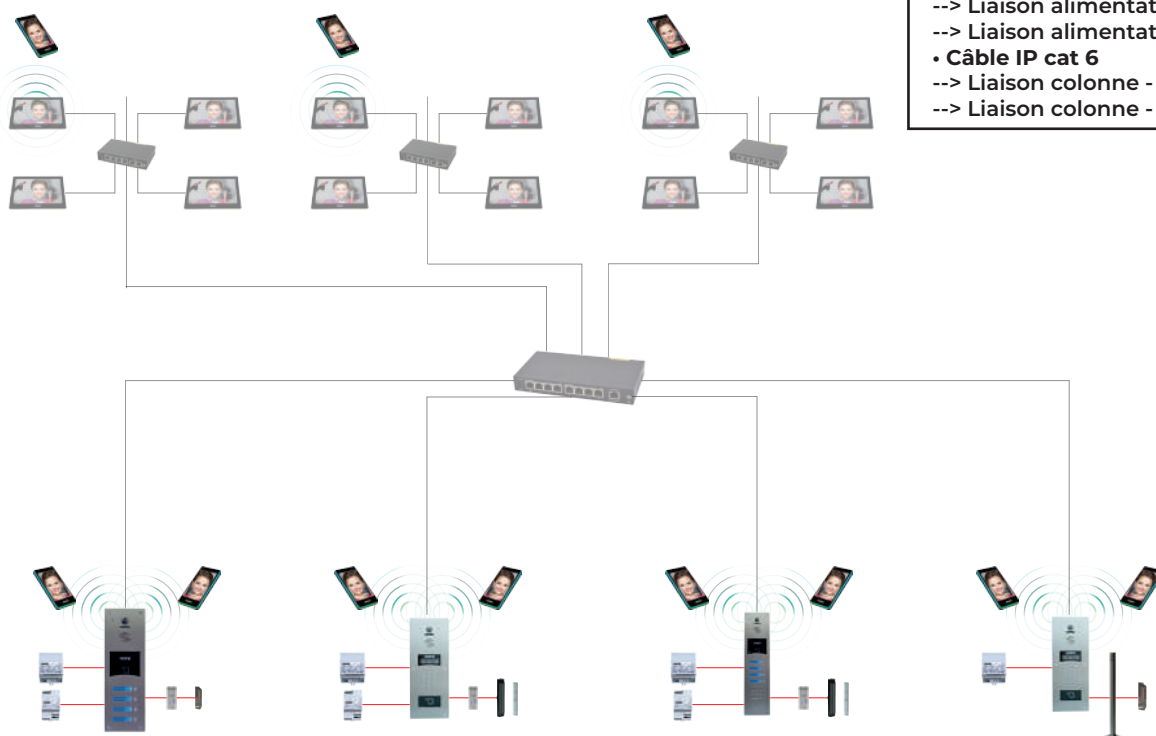 --> Liaison alimentat
--> Liaison alimentat
• Câble IP cat 6
--> Liaison colonne -
--> Liaison colonne -